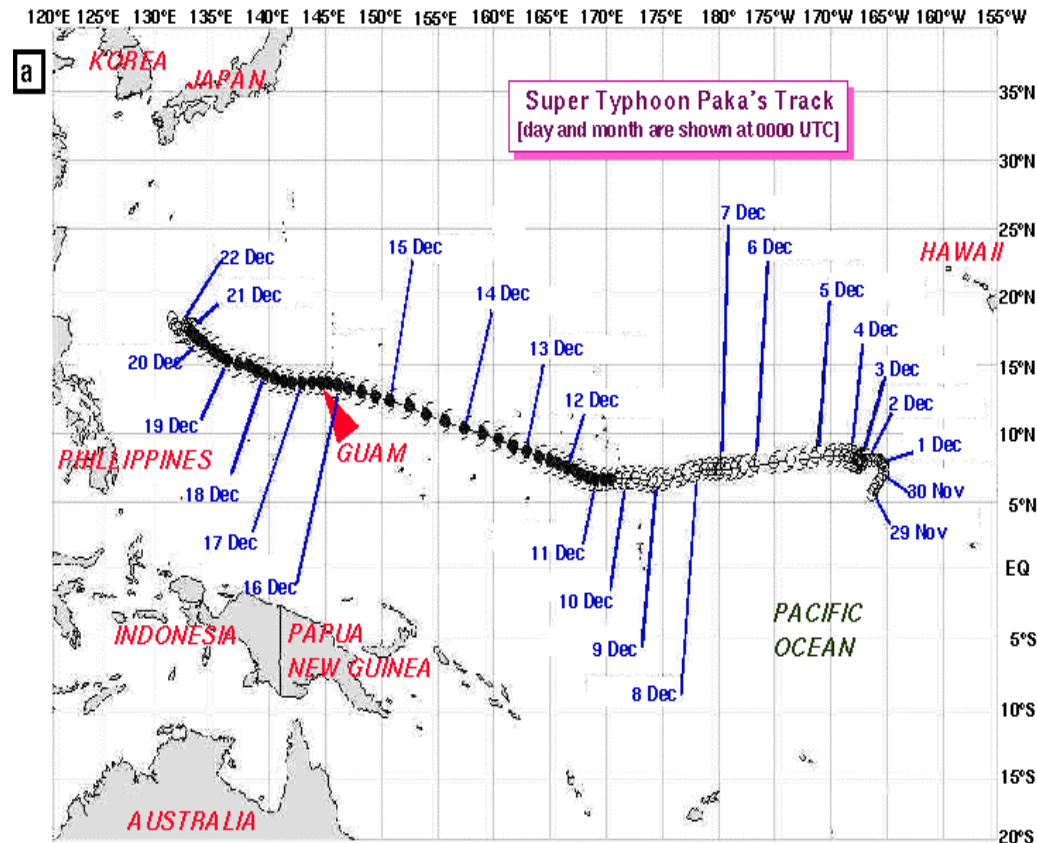 120°E 125°E 130°E 135°E 140°E 145°E 150°E 155°E 160°E 165°E 170°E 175°E 180° 175°W 170°W 165°W 160°W 155°W
a
KOREA
JAPAN
Super Typhoon Paka's Track
[day and month are shown at 0000 UTC]
35°N
30°N
25°N
20°N
15°N
10°N
5°N
EQ
5°S
10°S
15°S
20°S
HAWAII
7 Dec
6 Dec
15 Dec
22 Dec
21 Dec
14 Dec
5 Dec
4 Dec
13 Dec
3 Dec
20 Dec
12 Dec
2 Dec
19 Dec
1 Dec
PHILLIPPINES
GUAM
18 Dec
30 Nov
29 Nov
17 Dec
11 Dec
16 Dec
10 Dec
9 Dec
8 Dec
PACIFIC
OCEAN
INDONESIA
PAPUA
NEW GUINEA
AUSTRALIA